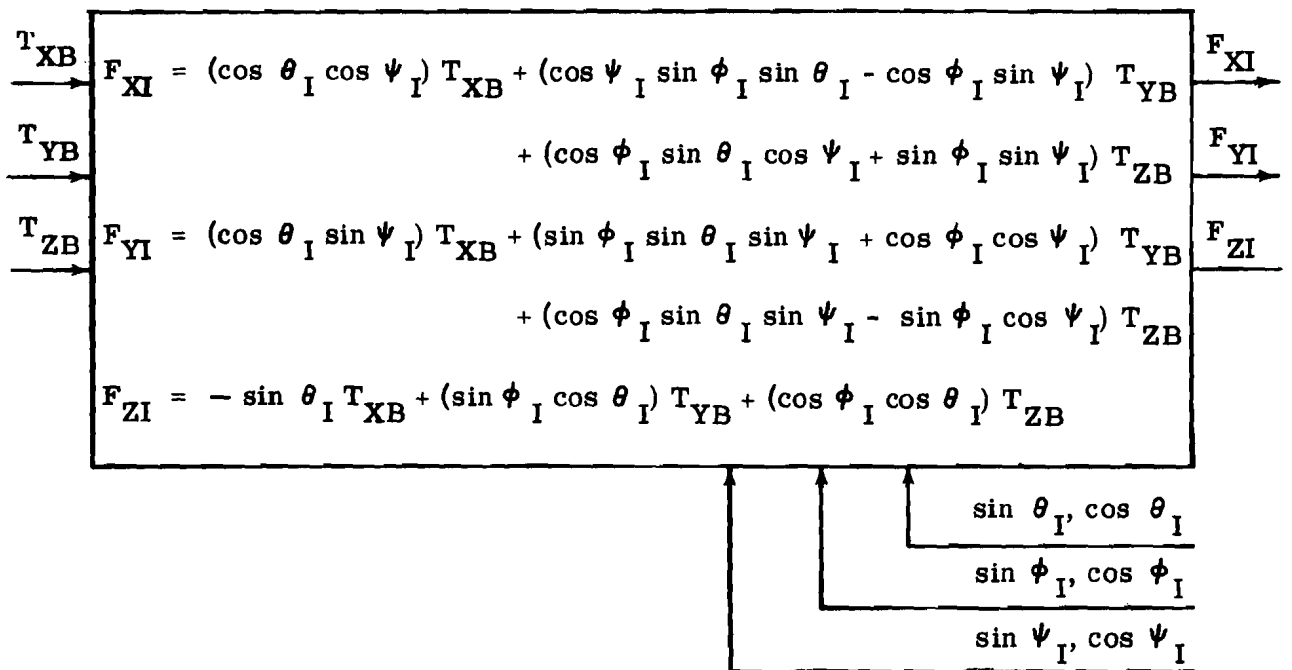 T_XB
T_YB
T_ZB
F_XI = (cos θ_I cos ψ_I) T_XB + (cos ψ_I sin ϕ_I sin θ_I - cos ϕ_I sin ψ_I) T_YB
+ (cos ϕ_I sin θ_I cos ψ_I + sin ϕ_I sin ψ_I) T_ZB
F_YI = (cos θ_I sin ψ_I) T_XB + (sin ϕ_I sin θ_I sin ψ_I + cos ϕ_I cos ψ_I) T_YB
+ (cos ϕ_I sin θ_I sin ψ_I - sin ϕ_I cos ψ_I) T_ZB
F_ZI = - sin θ_I T_XB + (sin ϕ_I cos θ_I) T_YB + (cos ϕ_I cos θ_I) T_ZB
F_XI
F_YI
F_ZI
sin θ_I, cos θ_I
sin ϕ_I, cos ϕ_I
sin ψ_I, cos ψ_I